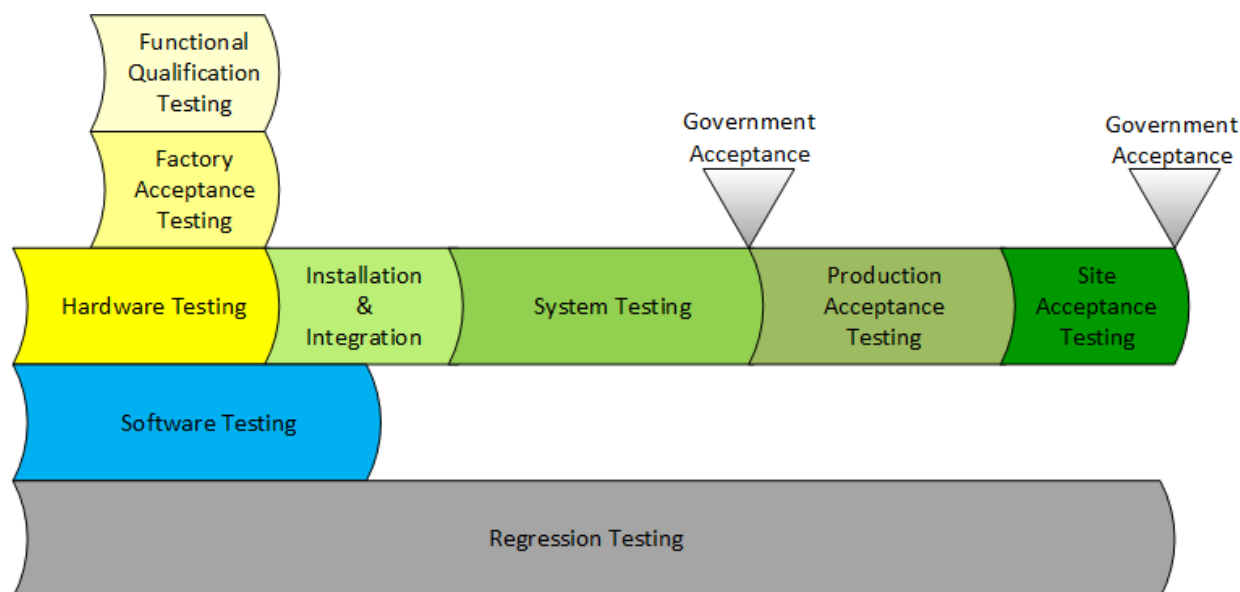 Functional
Qualification
Testing
Factory
Acceptance
Testing
Government
Acceptance
Government
Acceptance
Hardware Testing
Installation
&
Integration
System Testing
Production
Acceptance
Testing
Site
Acceptance
Testing
Software Testing
Regression Testing